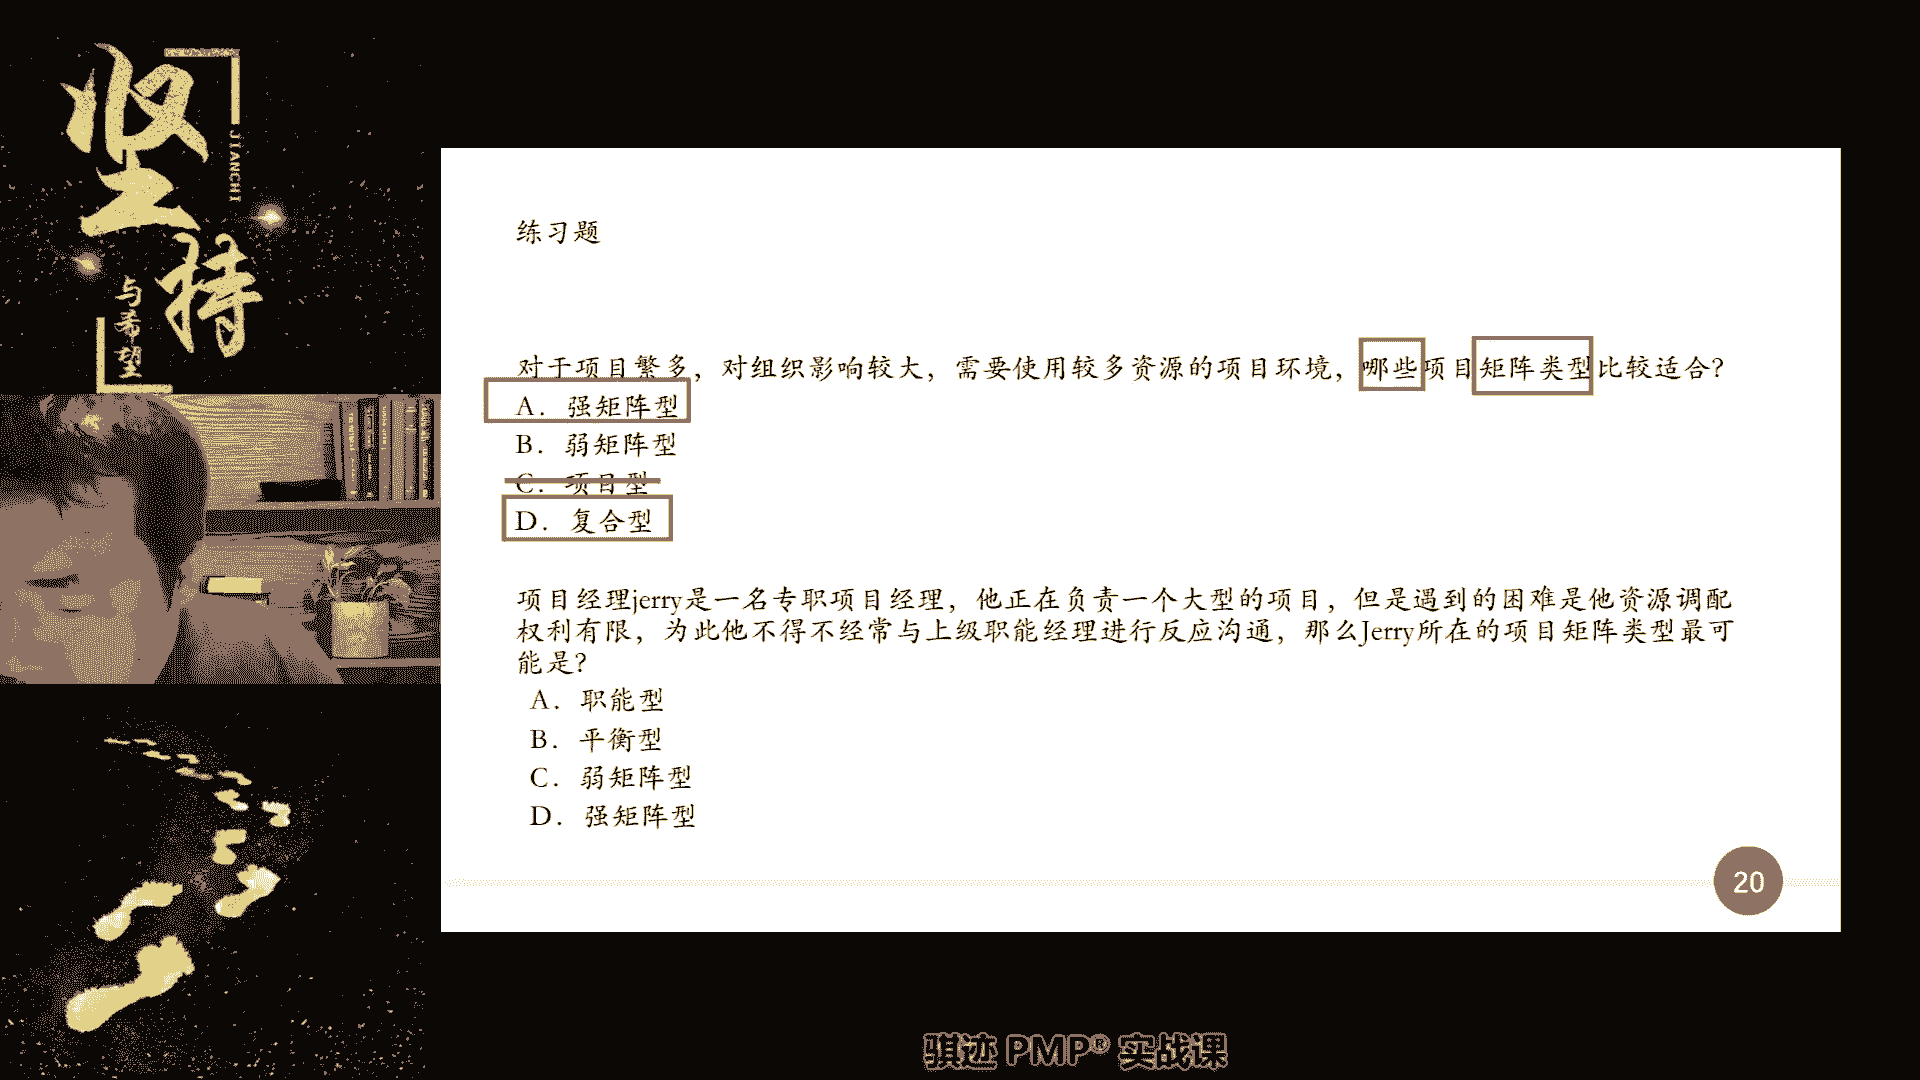 坚持
JIANCHI
与希望
练习题
对于项目繁多，对组织影响较大，需要使用较多资源的项目环境，哪些项目矩阵类型比较适合？
A． 强矩阵型
B． 弱矩阵型
C． 项目型
D． 复合型
项目经理jerry是一名专职项目经理，他正在负责一个大型的项目，但是遇到的困难是他资源调配
权利有限，为此他不得不经常与上级职能经理进行反应沟通，那么Jerry所在的项目矩阵类型最可
能是？
A． 职能型
B． 平衡型
C． 弱矩阵型
D． 强矩阵型
20
骐迹 PMP® 实战课